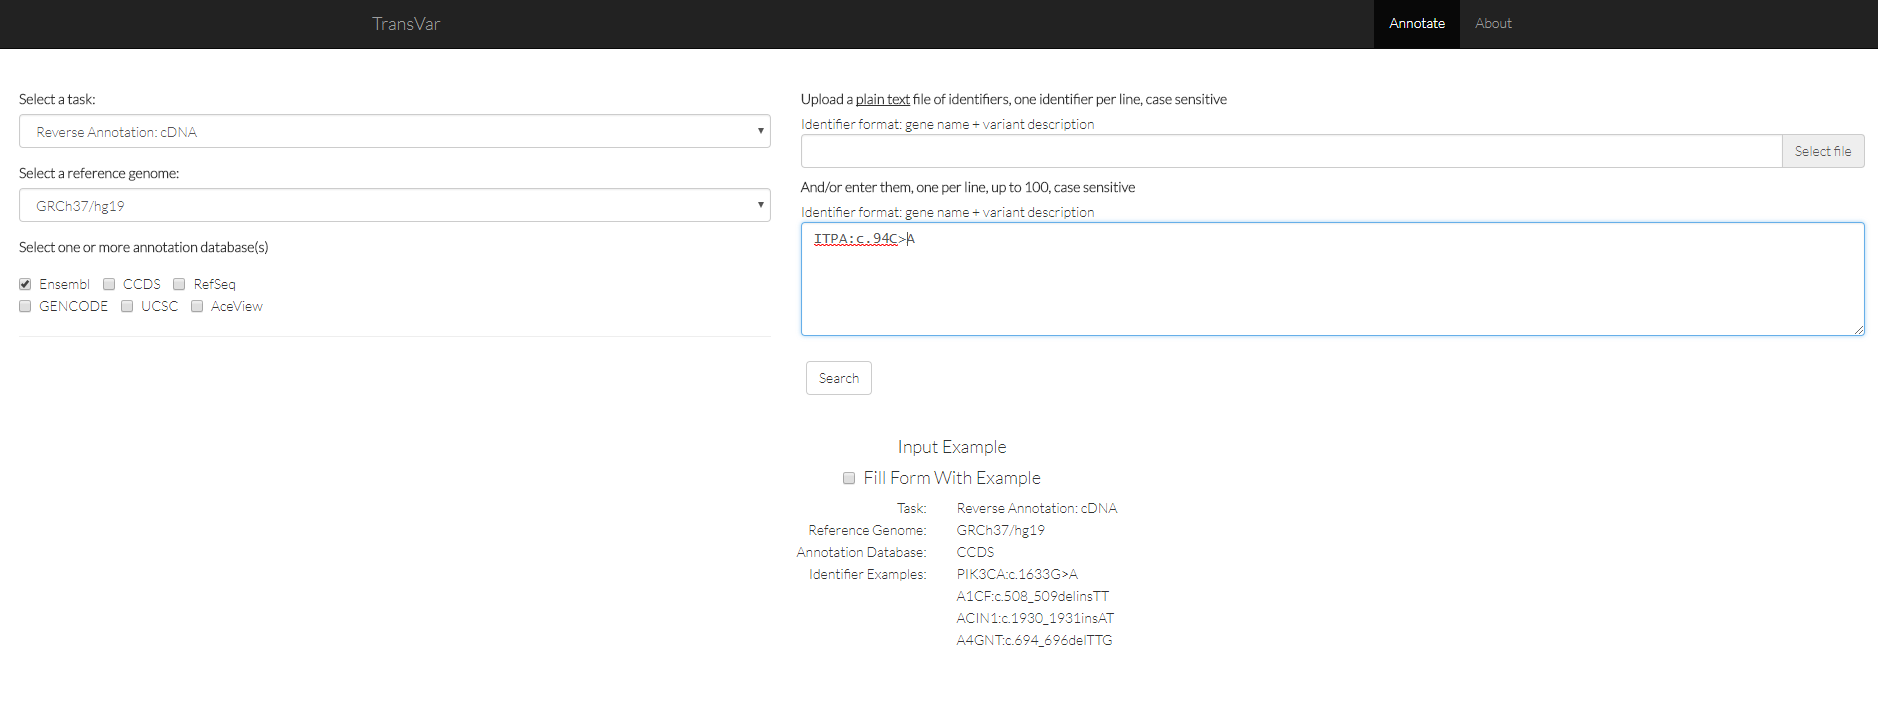 TransVar
Annotate
About
Select a task:
Reverse Annotation: cDNA
Select a reference genome:
GRCh37/hg19
Select one or more annotation database(s)
Ensembl CCDS RefSeq
GENCODE UCSC AceView
Upload a plain text file of identifiers, one identifier per line, case sensitive
Identifier format: gene name + variant description
Select file
And/or enter them, one per line, up to 100, case sensitive
Identifier format: gene name + variant description
ITPA:c.94C>A
Search
Input Example
Fill Form With Example
Task: Reverse Annotation: cDNA
Reference Genome: GRCh37/hg19
Annotation Database: CCDS
Identifier Examples: PIK3CA:c.1633G>A
A1CF:c.508_509delinsTT
ACIN1:c.1930_1931insAT
A4GNT:c.694_696delTTG